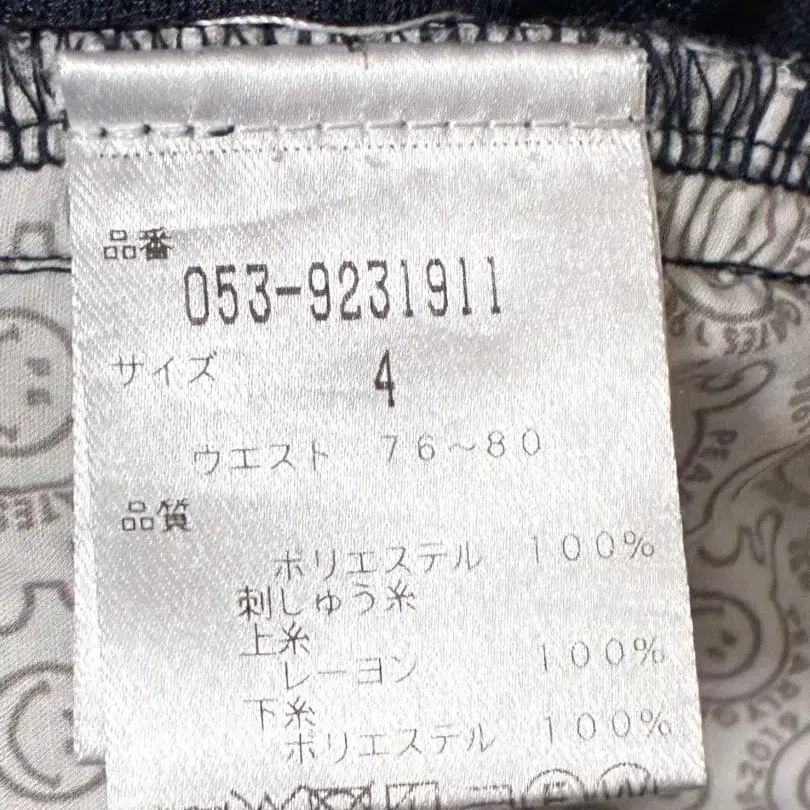 品番
053-9231911
サイズ 4
ウエスト 76～80
品質
ポリエステル 100%
刺しゅう糸
上糸
レーヨン 100%
下糸
ポリエステル 100%